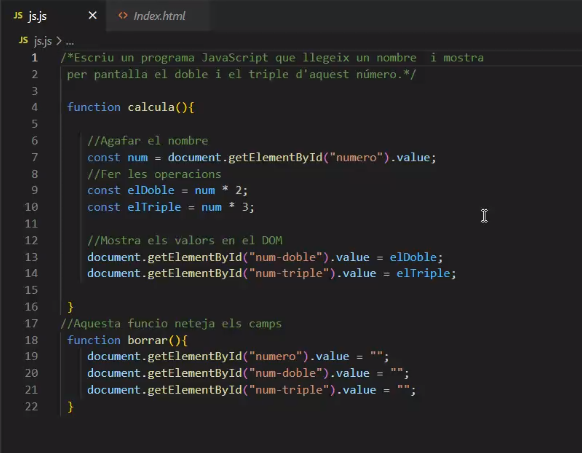 JS js.js × <> Index.html
JS js.js > ...
1 /*Escriu un programa JavaScript que llegeix un nombre  i mostra
2 per pantalla el doble i el triple d'aquest número.*/
3
4 function calcula(){
5
6 //Agafar el nombre
7 const num = document.getElementById("numero").value;
8 //Fer les operacions
9 const elDoble = num * 2;
10 const elTriple = num * 3;
11
12 //Mostra els valors en el DOM
13 document.getElementById("num-doble").value = elDoble;
14 document.getElementById("num-triple").value = elTriple;
15
16 }
17 //Aquesta funcio neteja els camps
18 function borrar(){
19 document.getElementById("numero").value = "";
20 document.getElementById("num-doble").value = "";
21 document.getElementById("num-triple").value = "";
22 }